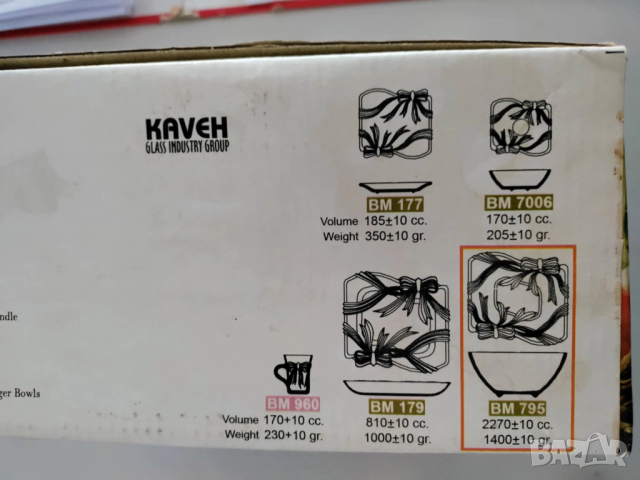 KAVEH
GLASS INDUSTRY GROUP
BM 177 BM 7006
Volume 185±10 cc. 170±10 cc.
Weight 350±10 gr. 205±10 gr.
ndle
ger Bowls
BM 960 BM 179 BM 795
Volume 170+10 cc. 810±10 cc. 2270±10 cc.
Weight 230+10 gr. 1000±10 gr. 1400±10 gr.
BAZAR